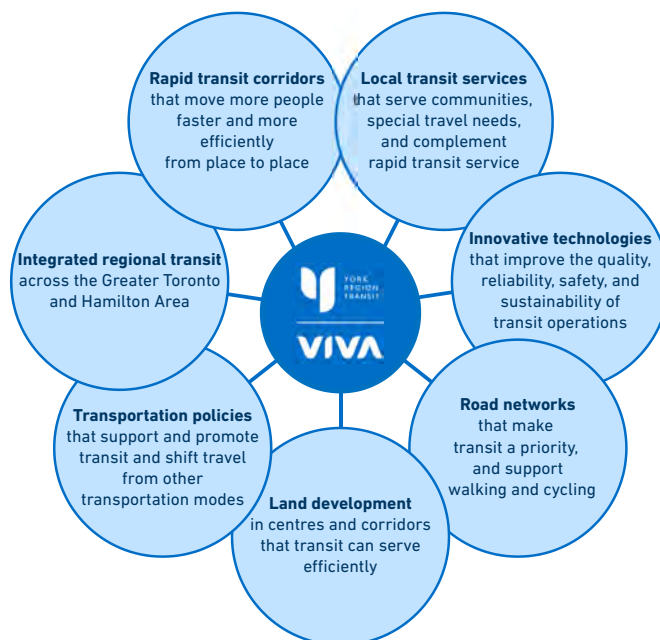 Rapid transit corridors
that move more people
faster and more
efficiently
from place to place
Local transit services
that serve communities,
special travel needs,
and complement
rapid transit service
Innovative technologies
that improve the quality,
reliability, safety, and
sustainability of
transit operations
Road networks
that make
transit a priority,
and support
walking and cycling
Land development
in centres and corridors
that transit can serve
efficiently
Transportation policies
that support and promote
transit and shift travel
from other
transportation modes
Integrated regional transit
across the Greater Toronto
and Hamilton Area
YORK
REGION
TRANSIT
VIVA